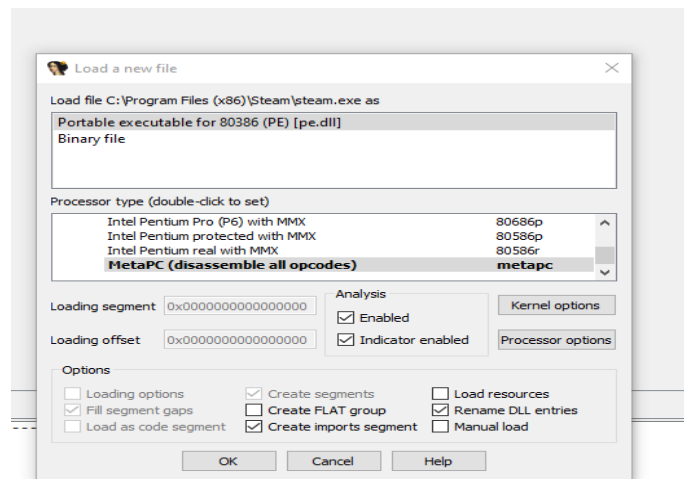 Load a new file
Load file C:\Program Files (x86)\Steam\steam.exe as
Portable executable for 80386 (PE) [pe.dll]
Binary file
Processor type (double-click to set)
Intel Pentium Pro (P6) with MMX 80686p
Intel Pentium protected with MMX 80586p
Intel Pentium real with MMX 80586r
MetaPC (disassemble all opcodes) metapc
Loading segment 0x0000000000000000
Loading offset 0x0000000000000000
Analysis
Enabled
Indicator enabled
Kernel options
Processor options
Options
Loading options Create segments Load resources
Fill segment gaps Create FLAT group Rename DLL entries
Load as code segment Create imports segment Manual load
OK Cancel Help